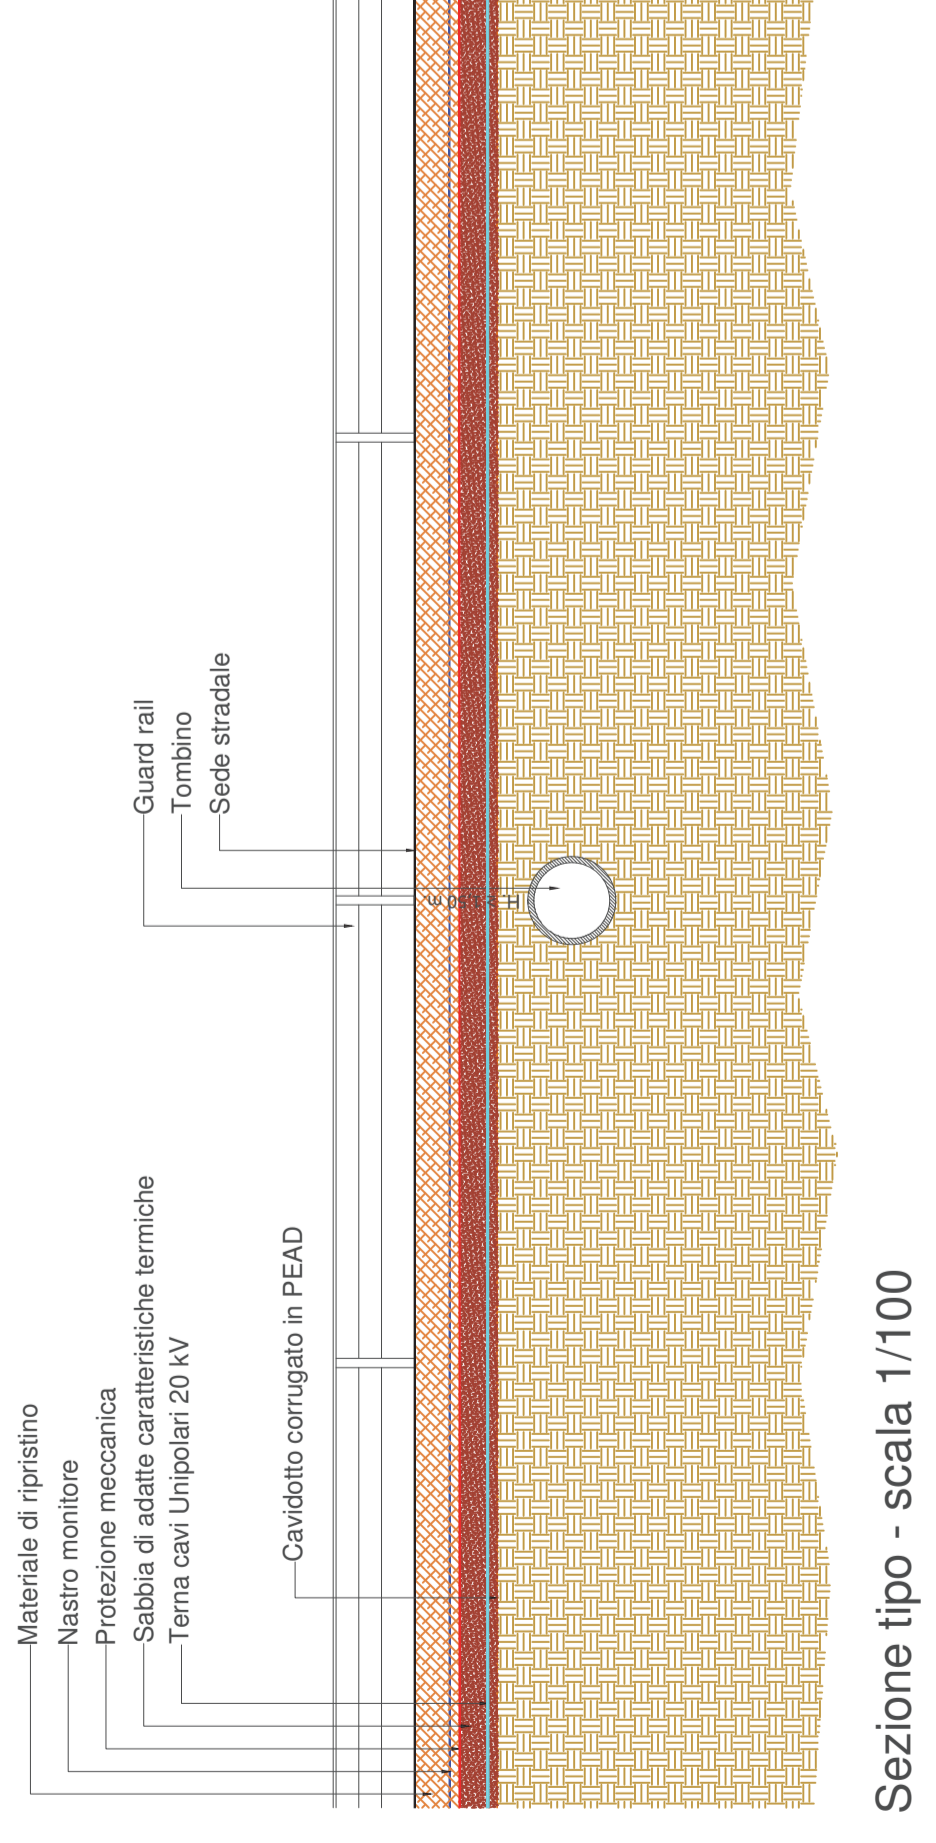 Materiale di ripristino
Nastro monitore
Protezione meccanica
Sabbia di adatte caratteristiche termiche
Terna cavi Unipolari 20 kV
Cavidotto corrugato in PEAD
Guard rail
Tombino
Sede stradale
Sezione tipo - scala 1/100